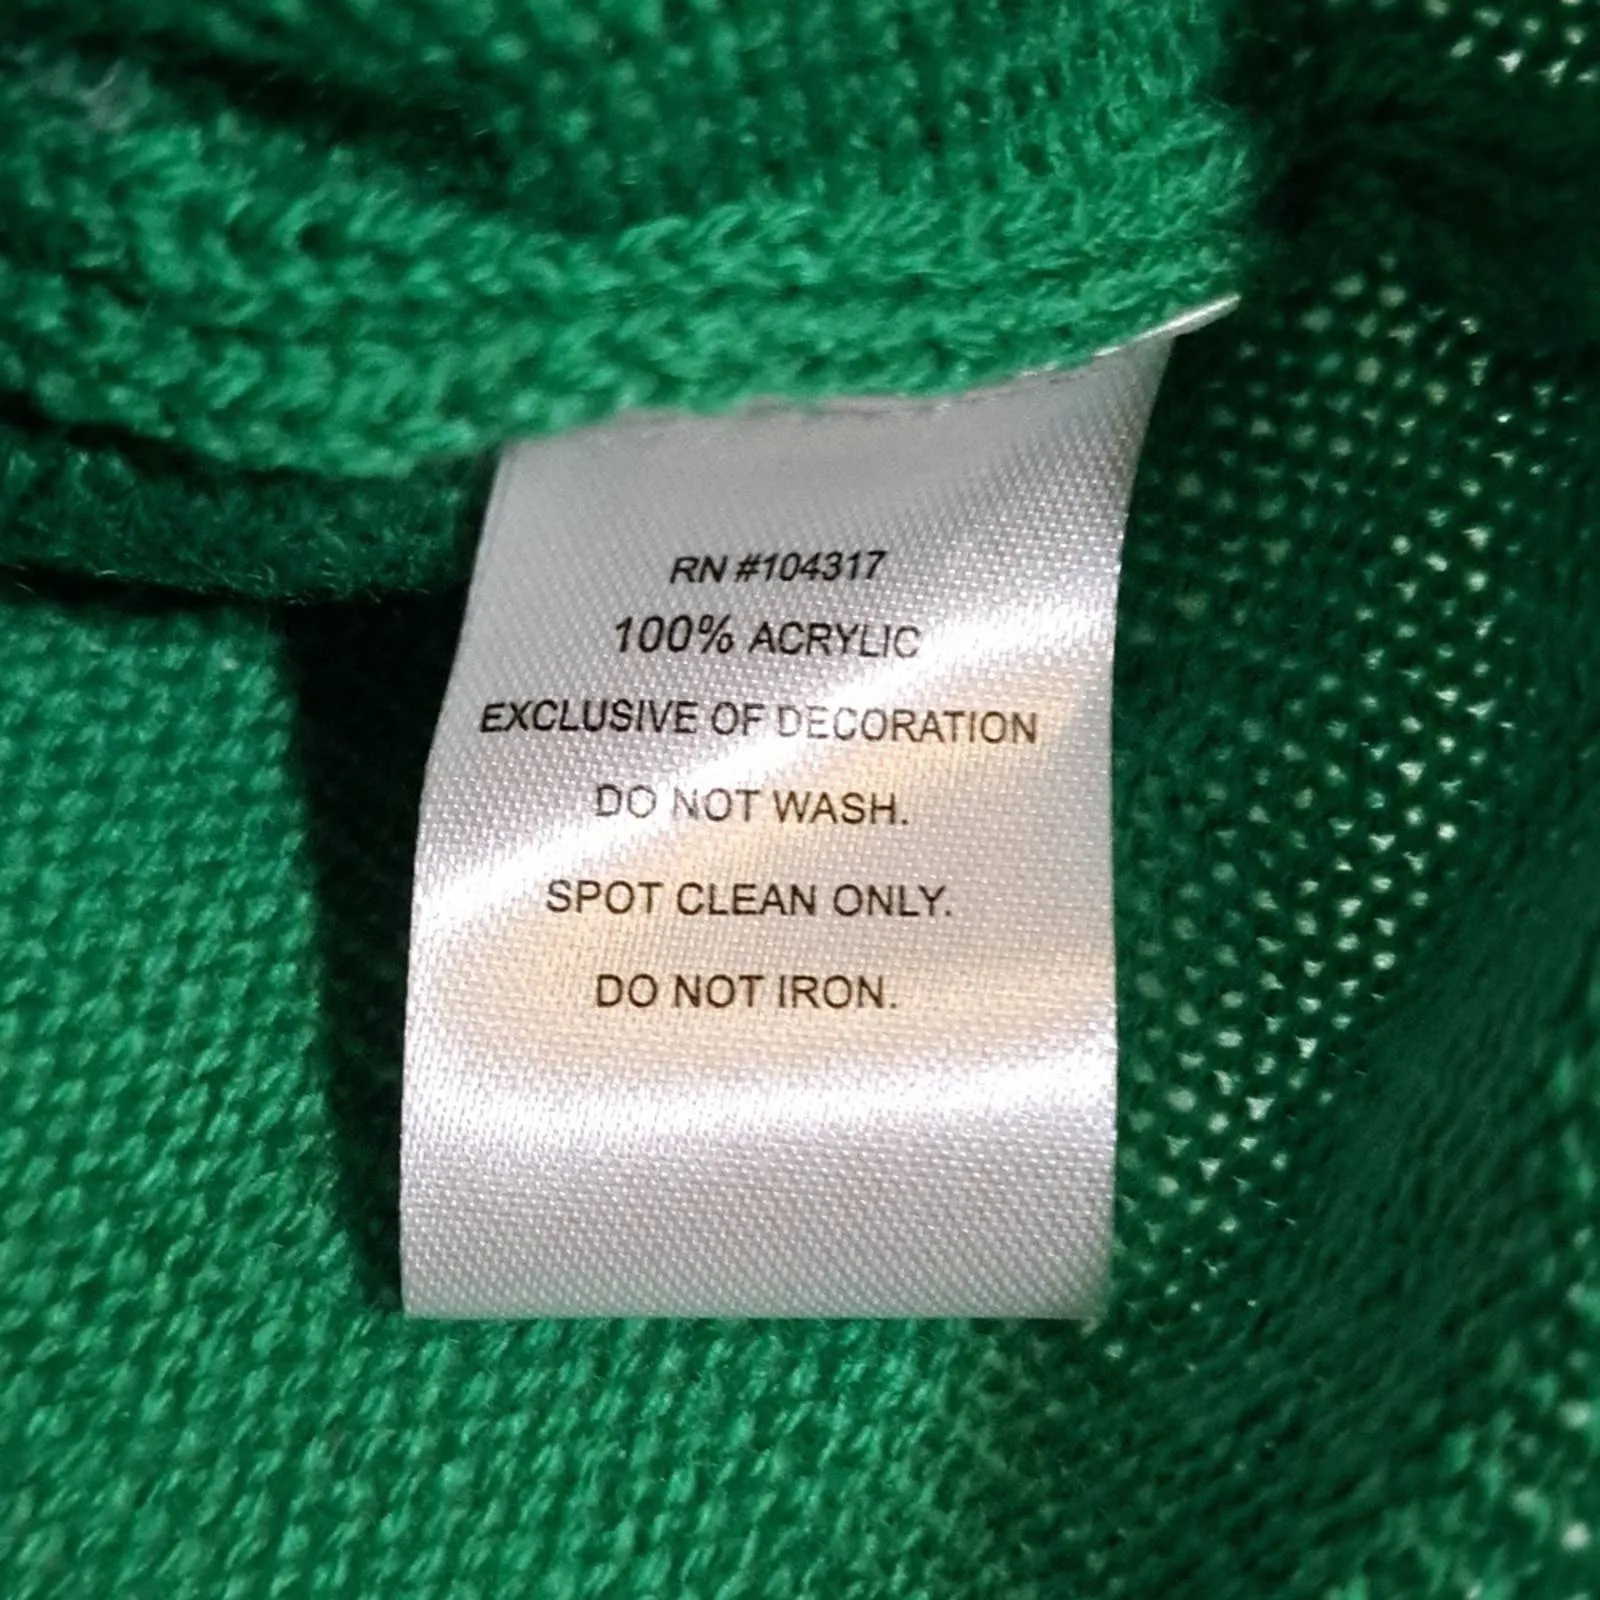 RN #104317
100% ACRYLIC
EXCLUSIVE OF DECORATION
DO NOT WASH.
SPOT CLEAN ONLY.
DO NOT IRON.